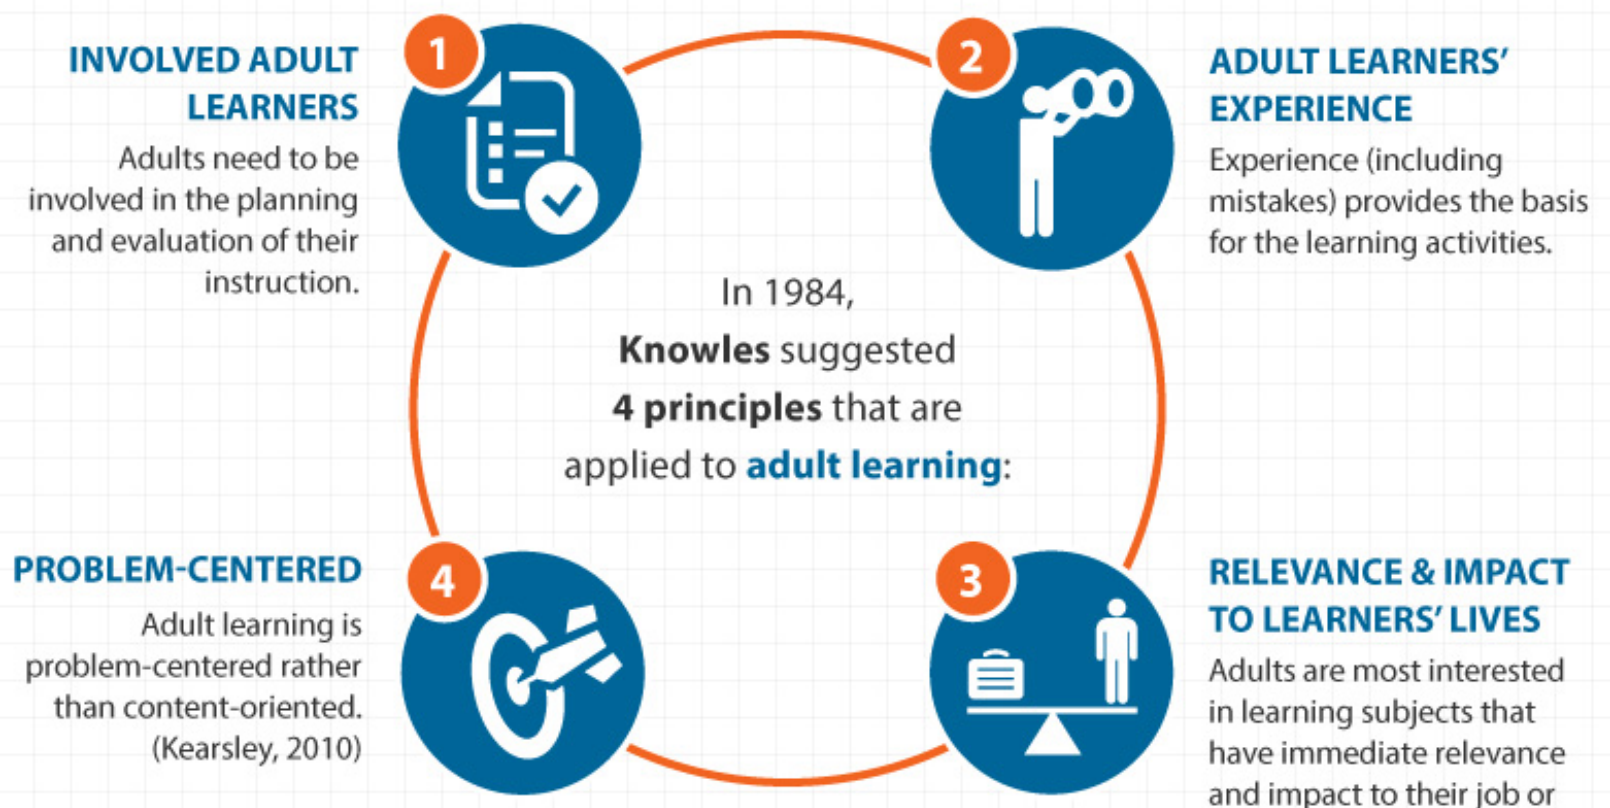 1
INVOLVED ADULT
LEARNERS
Adults need to be
involved in the planning
and evaluation of their
instruction.
2
ADULT LEARNERS’
EXPERIENCE
Experience (including
mistakes) provides the basis
for the learning activities.
In 1984,
Knowles suggested
4 principles that are
applied to adult learning:
3
RELEVANCE & IMPACT
TO LEARNERS’ LIVES
Adults are most interested
in learning subjects that
have immediate relevance
and impact to their job or
4
PROBLEM-CENTERED
Adult learning is
problem-centered rather
than content-oriented.
(Kearsley, 2010)